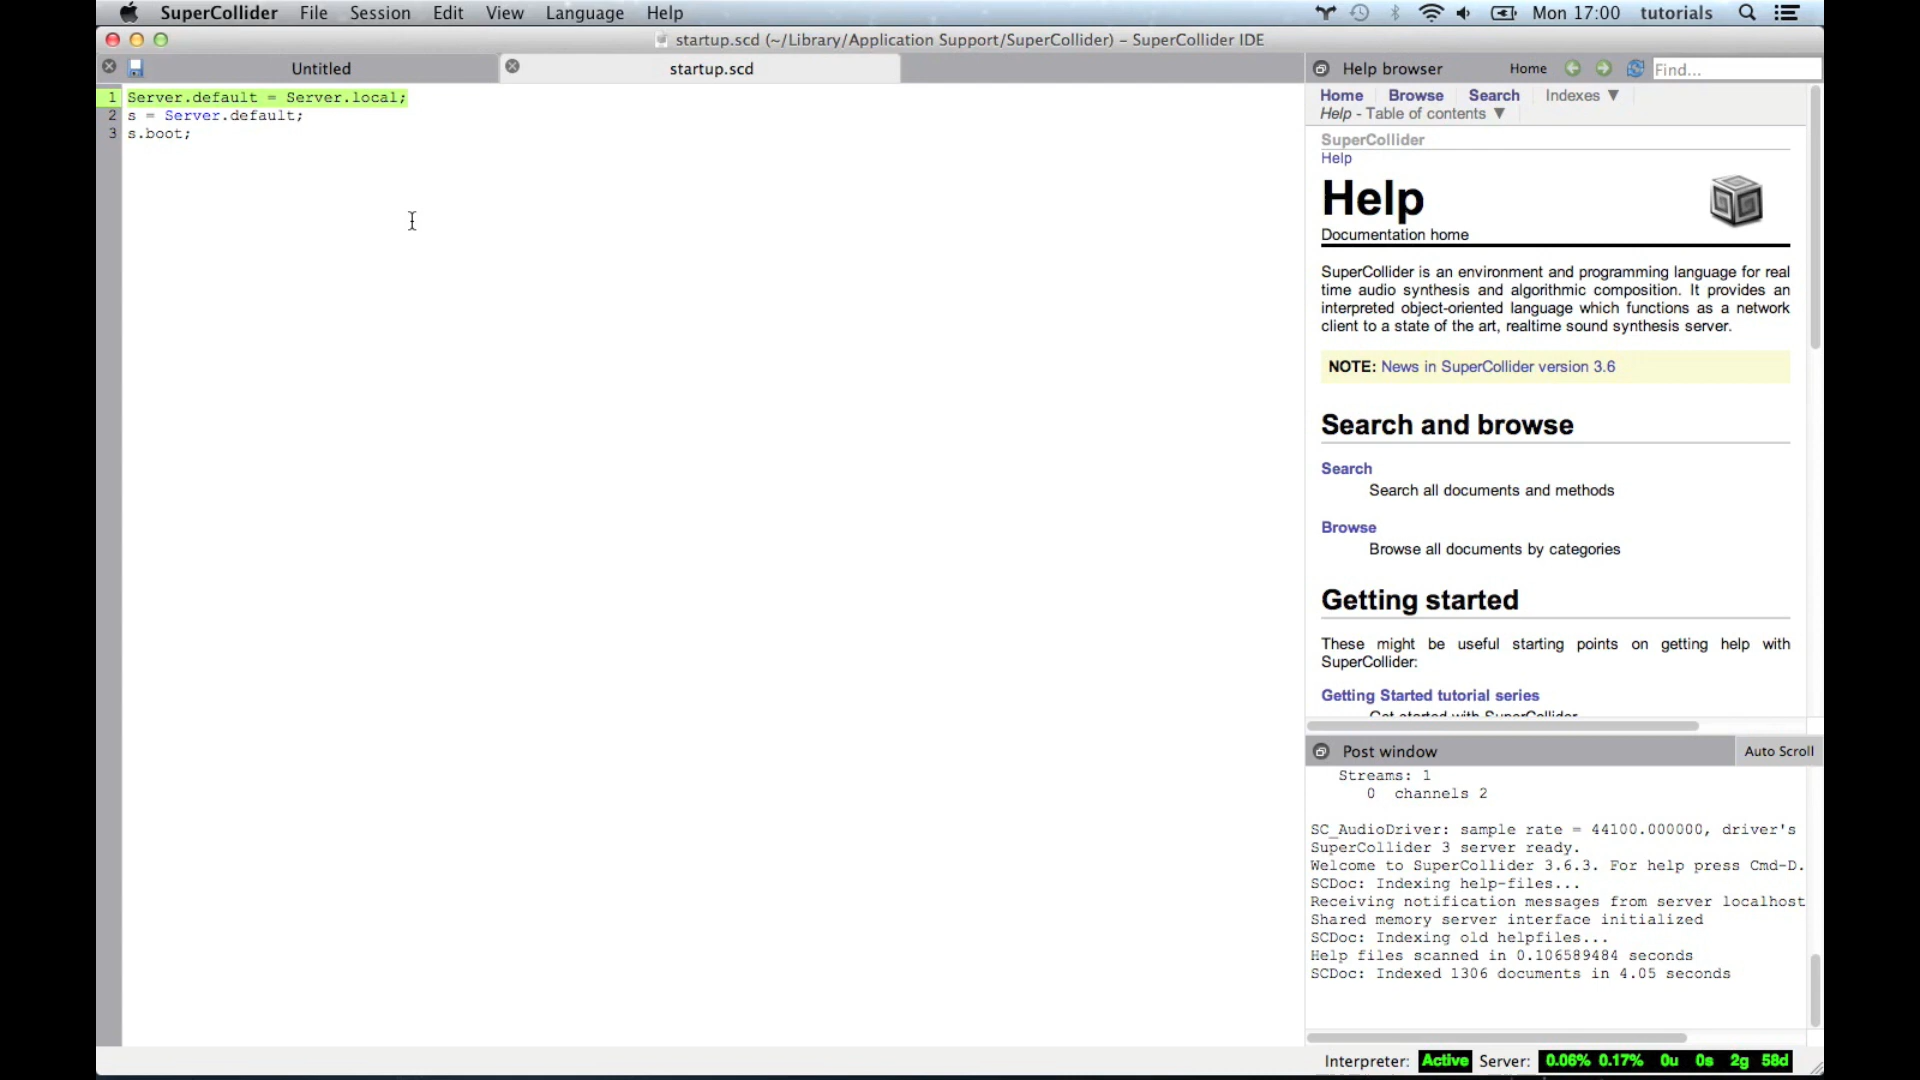 SuperCollider File Session Edit View Language Help Mon 17:00 tutorials
startup.scd (~/Library/Application Support/SuperCollider) – SuperCollider IDE
Untitled startup.scd
1 Server.default = Server.local;
2 s = Server.default;
3 s.boot;
Help browser Home Find...
Home Browse Search Indexes ▼
Help - Table of contents ▼
SuperCollider
Help
Help
Documentation home
SuperCollider is an environment and programming language for real
time audio synthesis and algorithmic composition. It provides an
interpreted object-oriented language which functions as a network
client to a state of the art, realtime sound synthesis server.
NOTE: News in SuperCollider version 3.6
Search and browse
Search
Search all documents and methods
Browse
Browse all documents by categories
Getting started
These might be useful starting points on getting help with
SuperCollider:
Getting Started tutorial series
Get started with SuperCollider
Post window Auto Scroll
Streams: 1
0 channels 2
SC_AudioDriver: sample rate = 44100.000000, driver's
SuperCollider 3 server ready.
Welcome to SuperCollider 3.6.3. For help press Cmd-D.
SCDoc: Indexing help-files...
Receiving notification messages from server localhost
Shared memory server interface initialized
SCDoc: Indexing old helpfiles...
Help files scanned in 0.106589484 seconds
SCDoc: Indexed 1306 documents in 4.05 seconds
Interpreter: Active Server: 0.06% 0.17% 0u 0s 2g 58d